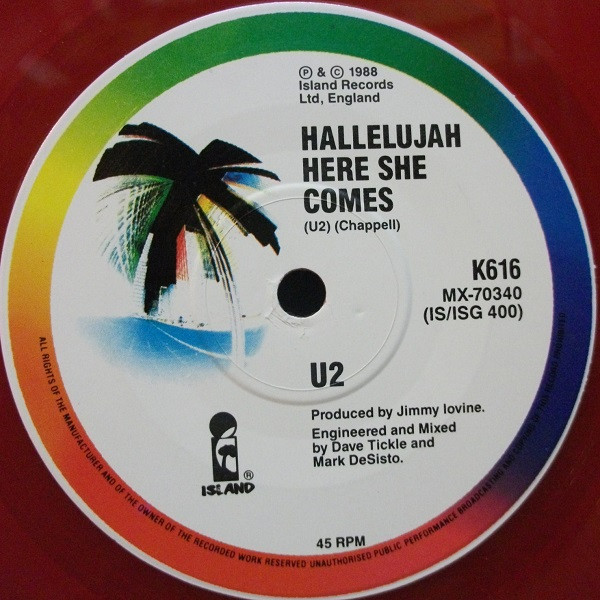 ℗ & © 1988
Island Records
Ltd, England
HALLELUJAH
HERE SHE
COMES
(U2) (Chappell)
K616
MX-70340
(IS/ISG 400)
U2
Produced by Jimmy Iovine.
Engineered and Mixed
by Dave Tickle and
Mark DeSisto.
ISLAND ®
45 RPM
ALL RIGHTS OF THE MANUFACTURER AND OF THE OWNER OF THE RECORDED WORK RESERVED UNAUTHORISED PUBLIC PERFORMANCE BROADCASTING AND COPYING OF THIS RECORD PROHIBITED